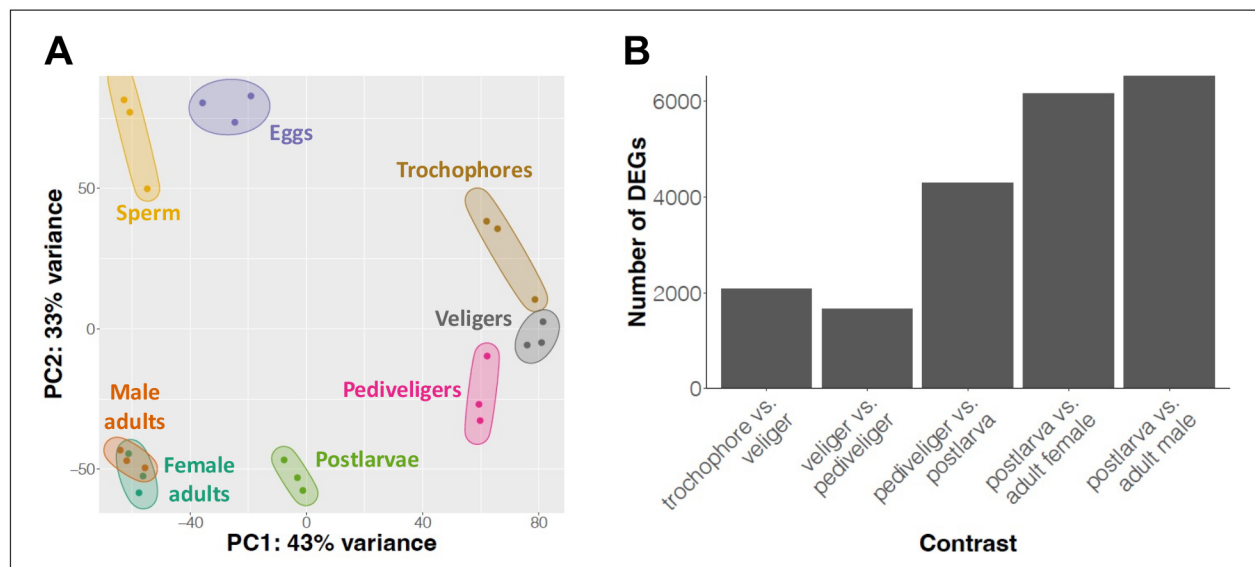 A
Sperm
Eggs
Trochophores
Veligers
Pediveligers
Male
adults
Female
adults
Postlarvae
PC2: 33% variance
50
0
−50
−40
0
40
80
PC1: 43% variance
B
Number of DEGs
6000
4000
2000
0
trochophore vs.
veliger
veliger vs.
pediveliger
pediveliger vs.
postlarva
postlarva vs.
adult female
postlarva vs.
adult male
Contrast